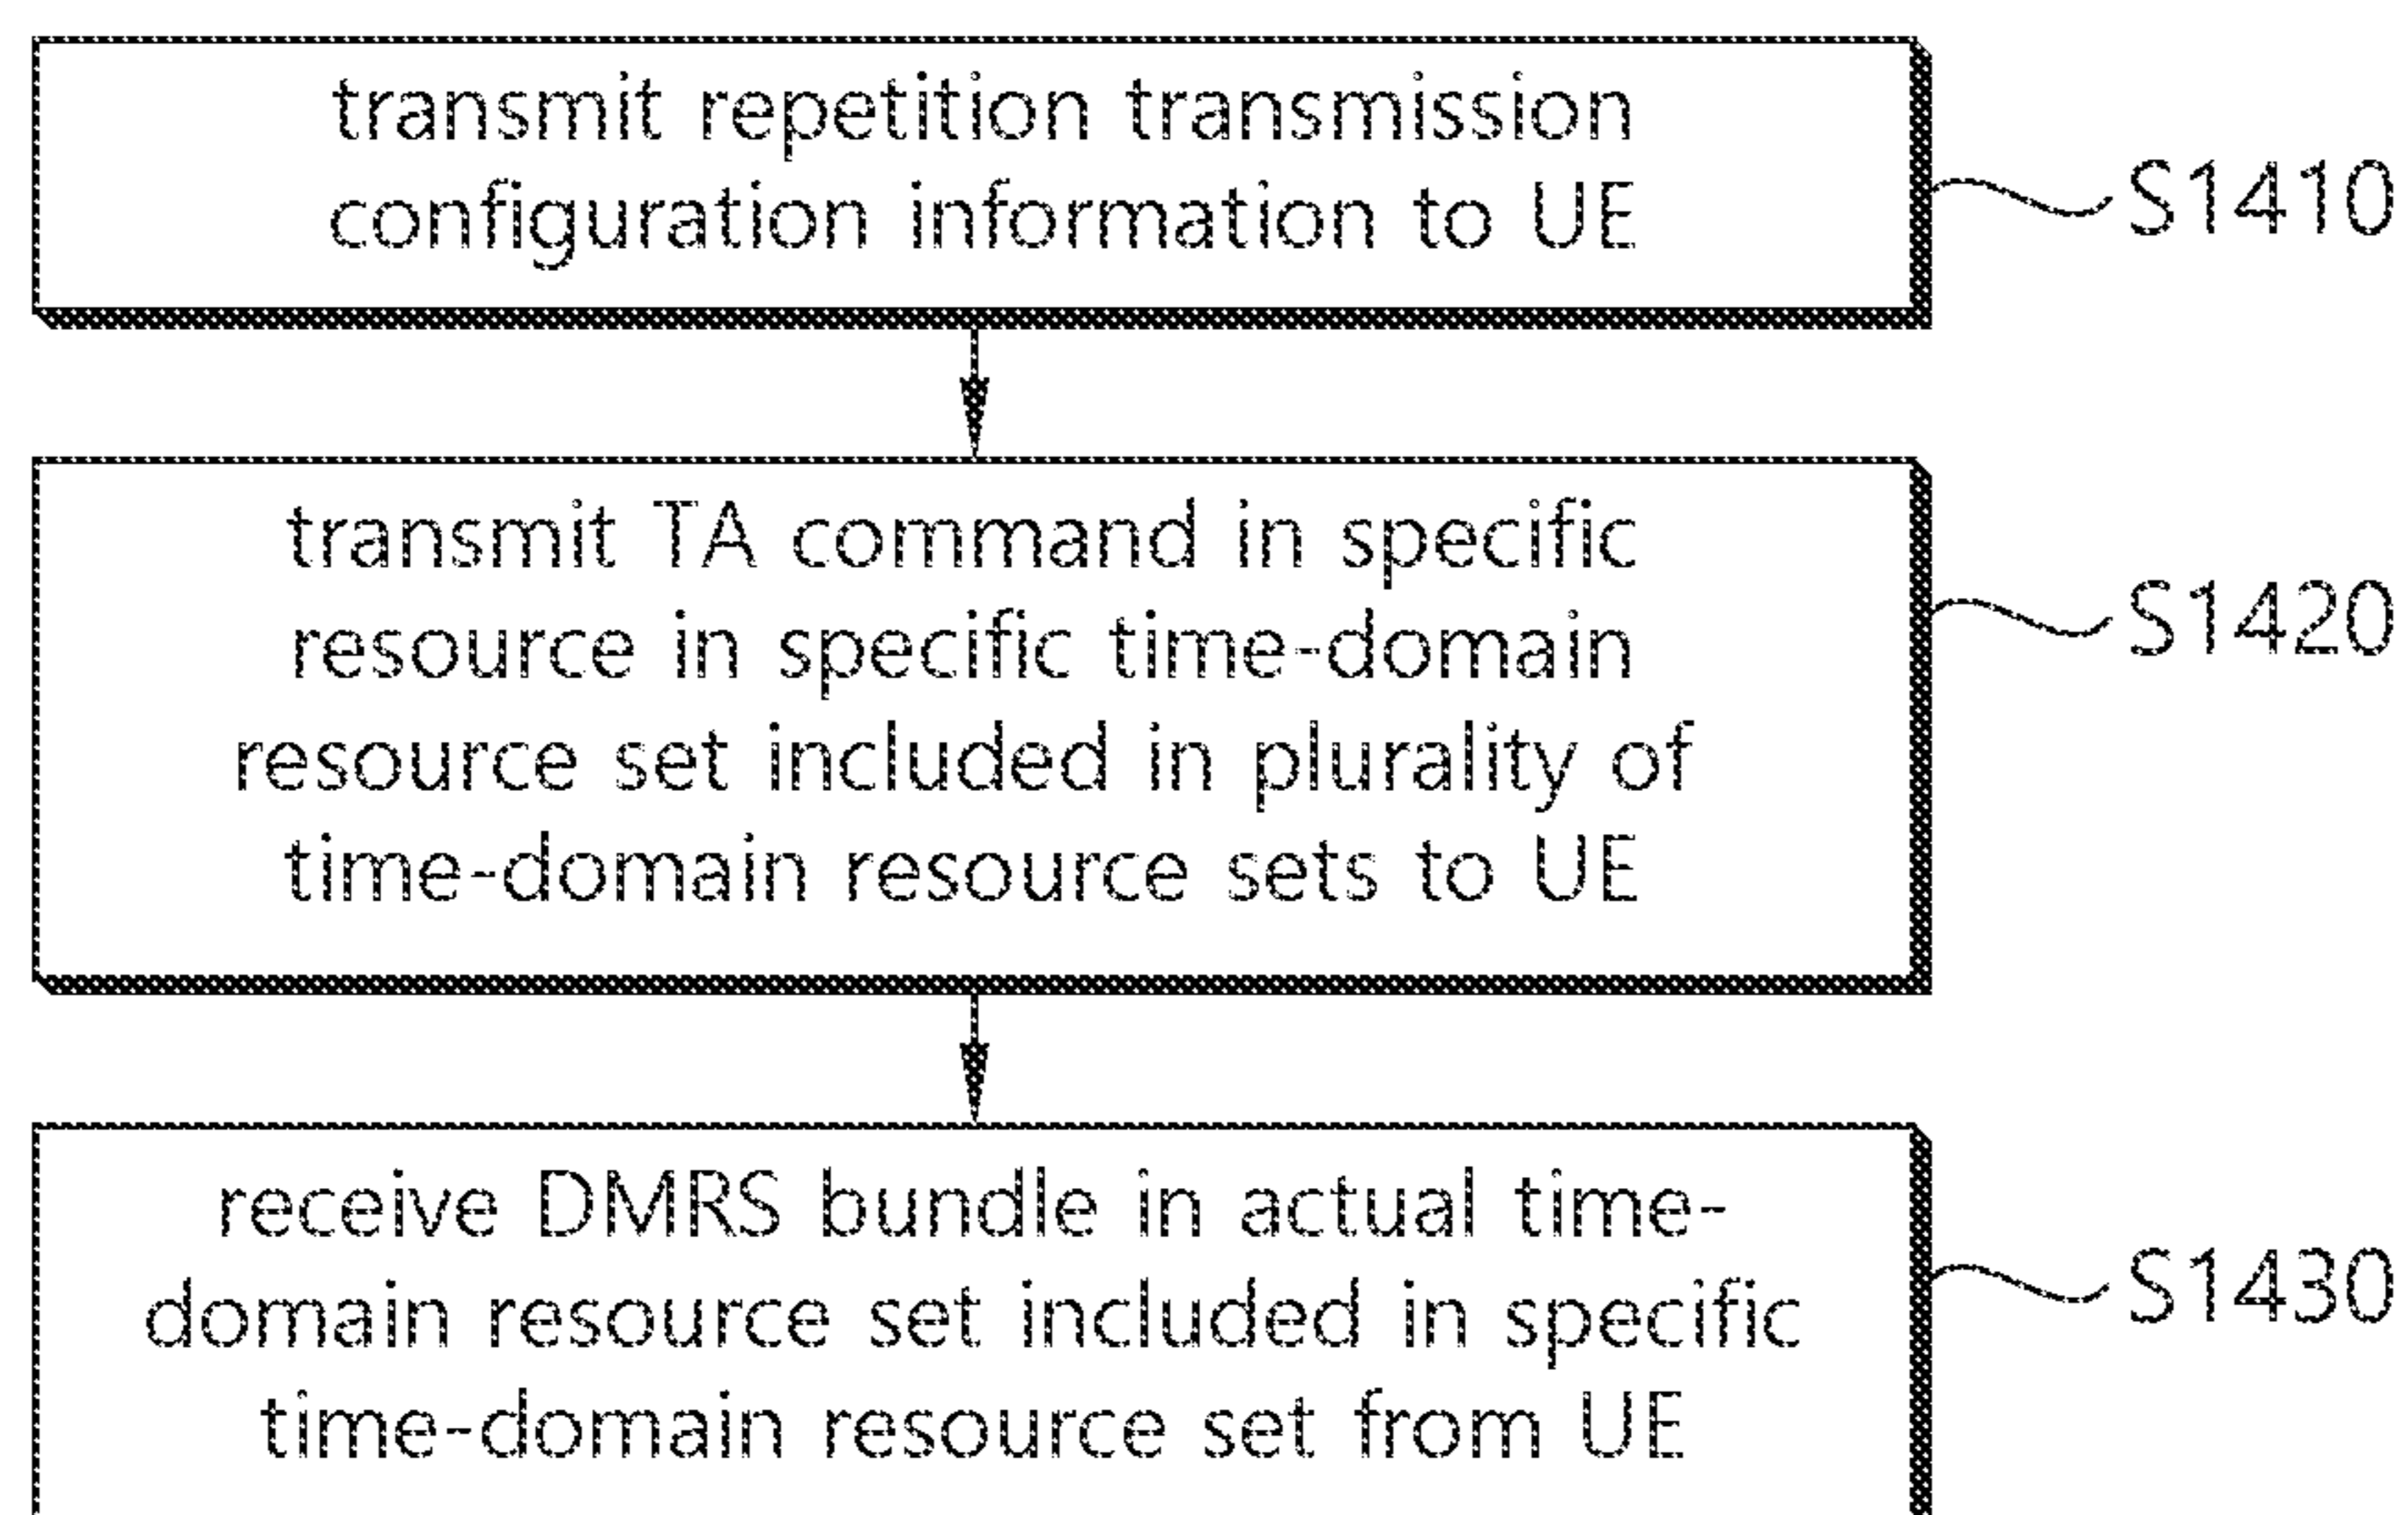 transmit repetition transmission
configuration information to UE
S1410
transmit TA command in specific
resource in specific time-domain
resource set included in plurality of
time-domain resource sets to UE
S1420
receive DMRS bundle in actual time-
domain resource set included in specific
time-domain resource set from UE
S1430